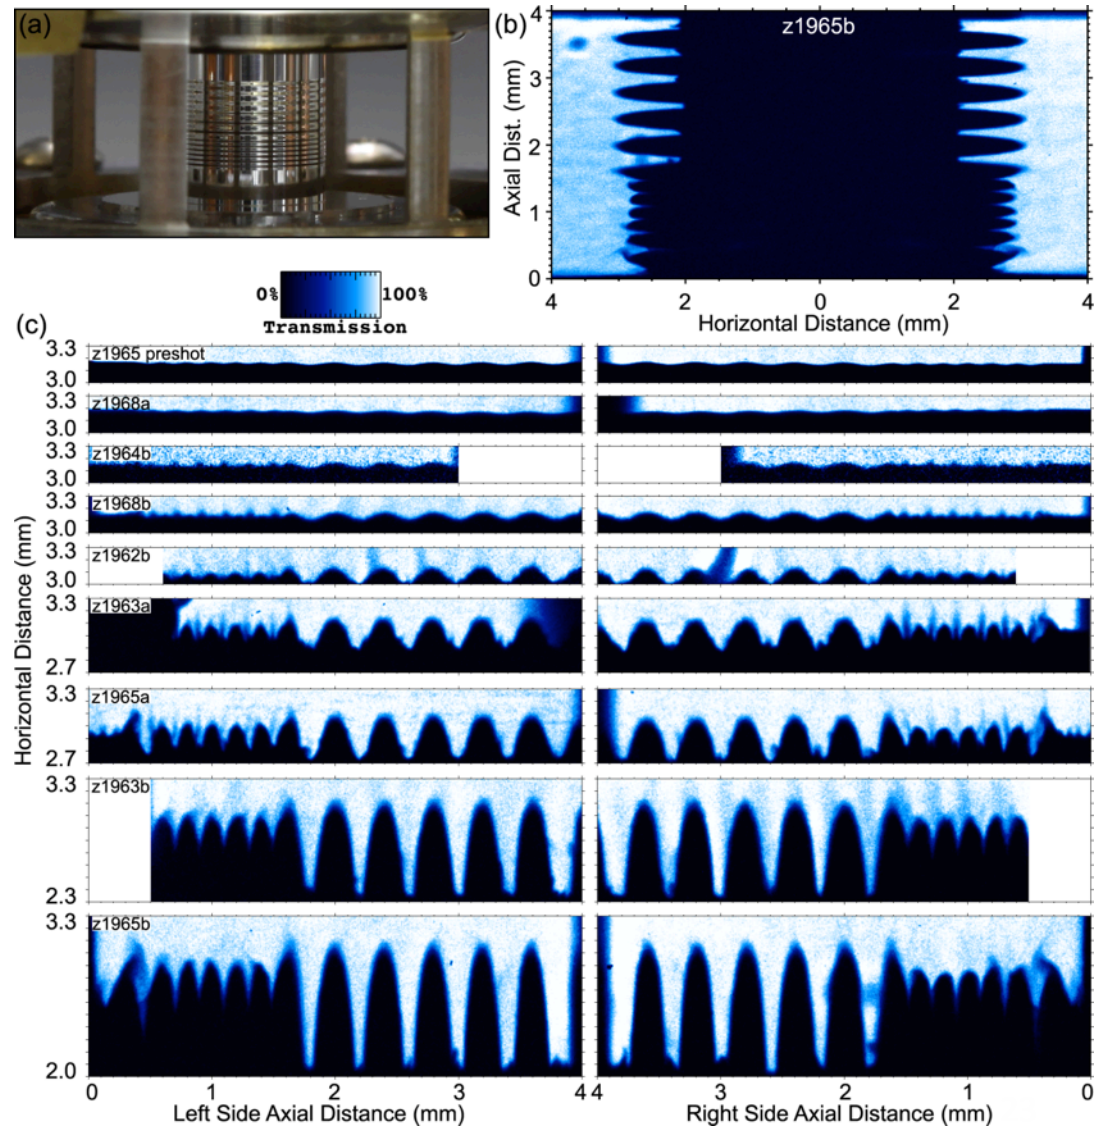 (a)
(b)
z1965b
4
3
2
1
0
Axial Dist. (mm)
4 2 0 2 4
Horizontal Distance (mm)
0% 100%
Transmission
(c)
Horizontal Distance (mm)
3.3
z1965 preshot
3.0
3.3
z1968a
3.0
3.3
z1964b
3.0
3.3
z1968b
3.0
3.3
z1962b
3.0
3.3
z1963a
2.7
3.3
z1965a
2.7
3.3
z1963b
2.3
3.3
z1965b
2.0
0 1 2 3 4 4 3 2 1 0
Left Side Axial Distance (mm)
Right Side Axial Distance (mm)